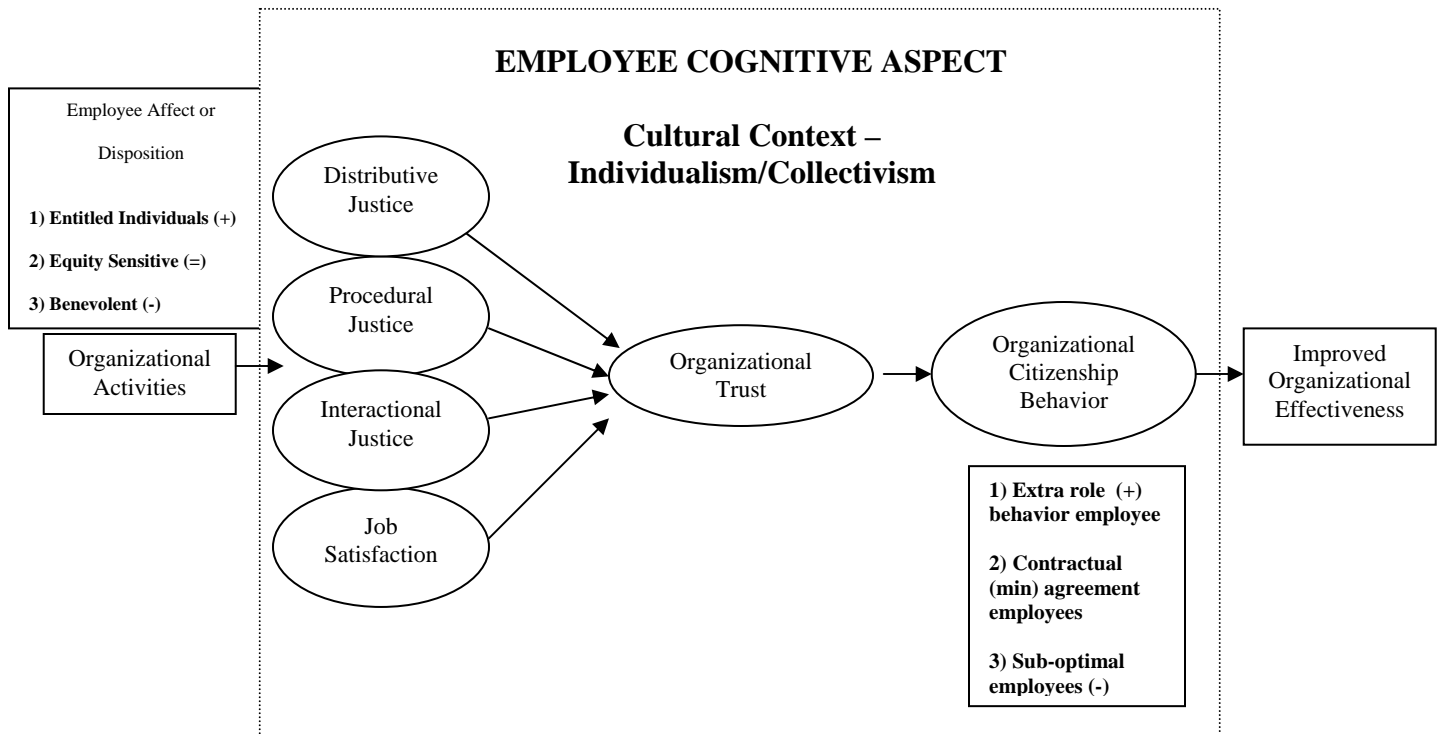 EMPLOYEE COGNITIVE ASPECT
Cultural Context –
Individualism/Collectivism
Employee Affect or
Disposition
1) Entitled Individuals (+)
2) Equity Sensitive (=)
3) Benevolent (-)
Organizational
Activities
Distributive
Justice
Procedural
Justice
Interactional
Justice
Job
Satisfaction
Organizational
Trust
Organizational
Citizenship
Behavior
1) Extra role (+)
behavior employee
2) Contractual
(min) agreement
employees
3) Sub-optimal
employees (-)
Improved
Organizational
Effectiveness